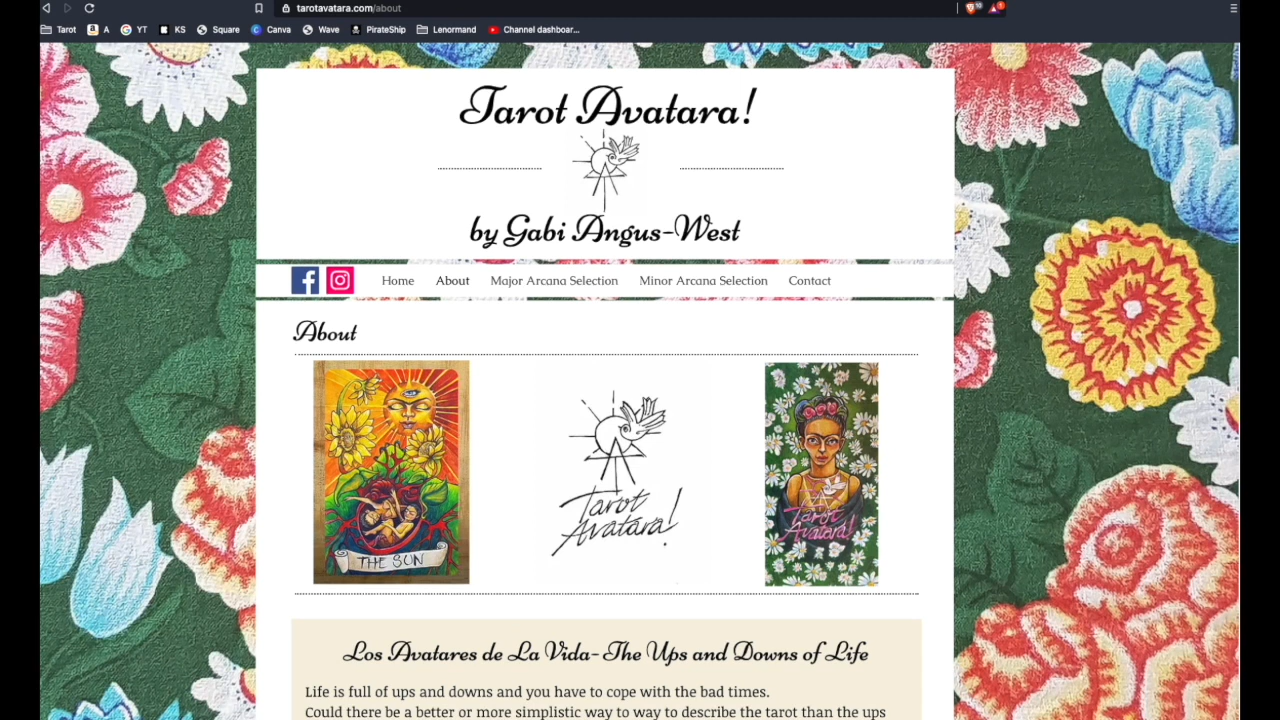 tarotavatara.com/about
10 1
Tarot A YT KS Square Canva Wave PirateShip Lenormand Channel dashboar...
Tarot Avatara!
by Gabi Angus-West
Home About Major Arcana Selection Minor Arcana Selection Contact
About
THE SUN
Tarot
Avatara!
Tarot
Avatara!
Los Avatares de La Vida- The Ups and Downs of Life
Life is full of ups and downs and you have to cope with the bad times.
Could there be a better or more simplistic way to way to describe the tarot than the ups